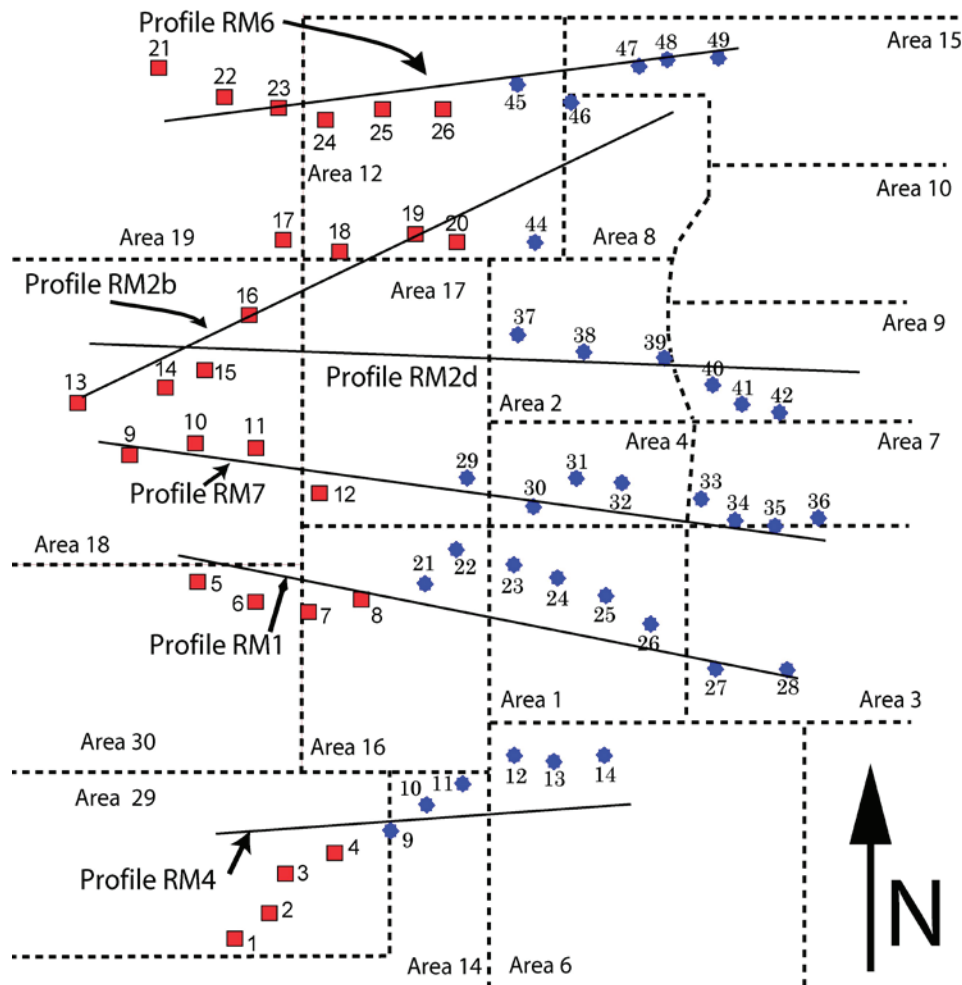 Profile RM6
Area 15
21
22
23
24
25
26
45
46
47
48
49
Area 12
Area 10
17
18
19
20
44
Area 19
Area 8
Profile RM2b
Area 17
16
37
38
39
Area 9
13
14
15
Profile RM2d
40
41
42
Area 2
9
10
11
Area 4
Area 7
Profile RM7
12
29
30
31
32
33
34
35
36
Area 18
5
6
7
8
21
22
23
24
25
26
27
28
Profile RM1
Area 1
Area 3
Area 30
Area 16
12
13
14
Area 29
10
11
9
4
Profile RM4
3
2
1
Area 14
Area 6
N